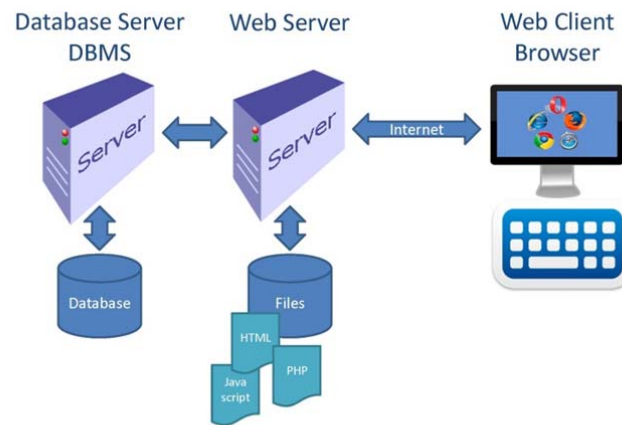 Database Server
DBMS
Web Server
Web Client
Browser
Server
Server
Internet
Database
Files
HTML
PHP
Java
script